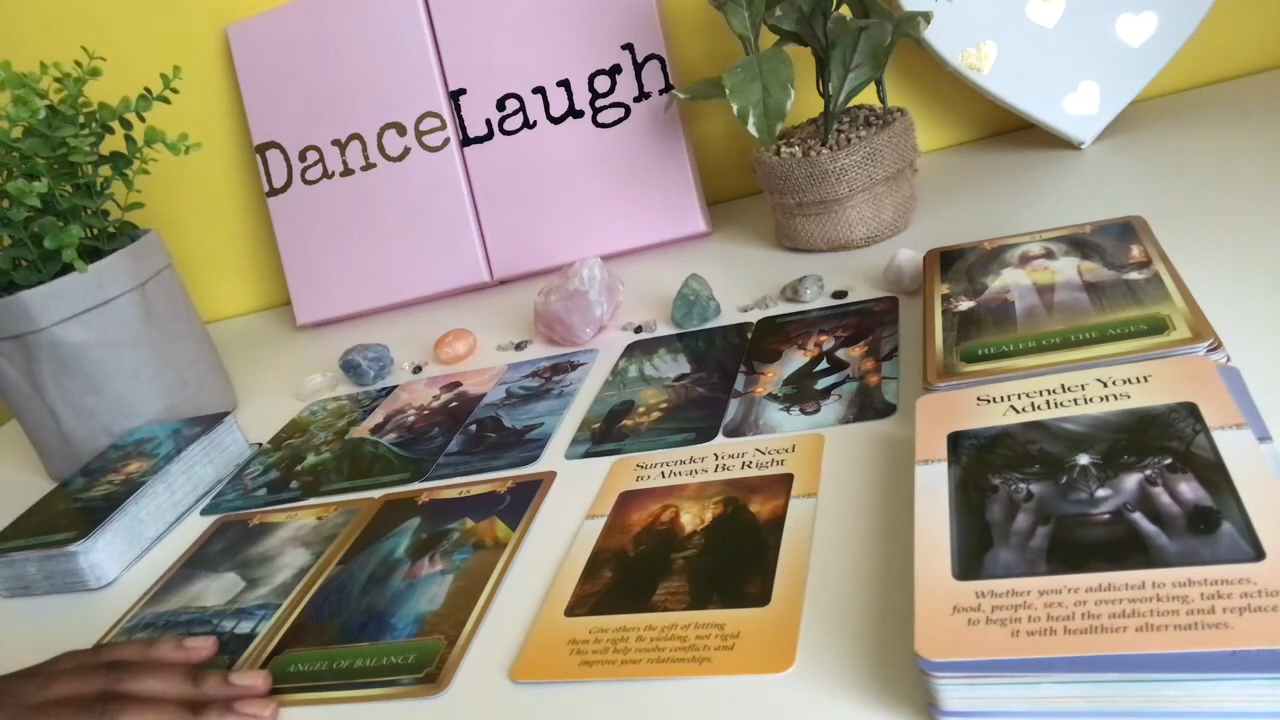 Dance
Laugh
HEALER OF THE AGES
Surrender Your
Addictions
Whether you're addicted to substances,
food, people, sex, or overworking, take actio
to begin to heal the addiction and replace
it with healthier alternatives.
Surrender Your Need
to Always Be Right
Give others the gift of letting
them be right. Be yielding, not rigid.
This will help resolve conflicts and
improve your relationships.
48
ANGEL OF BALANCE